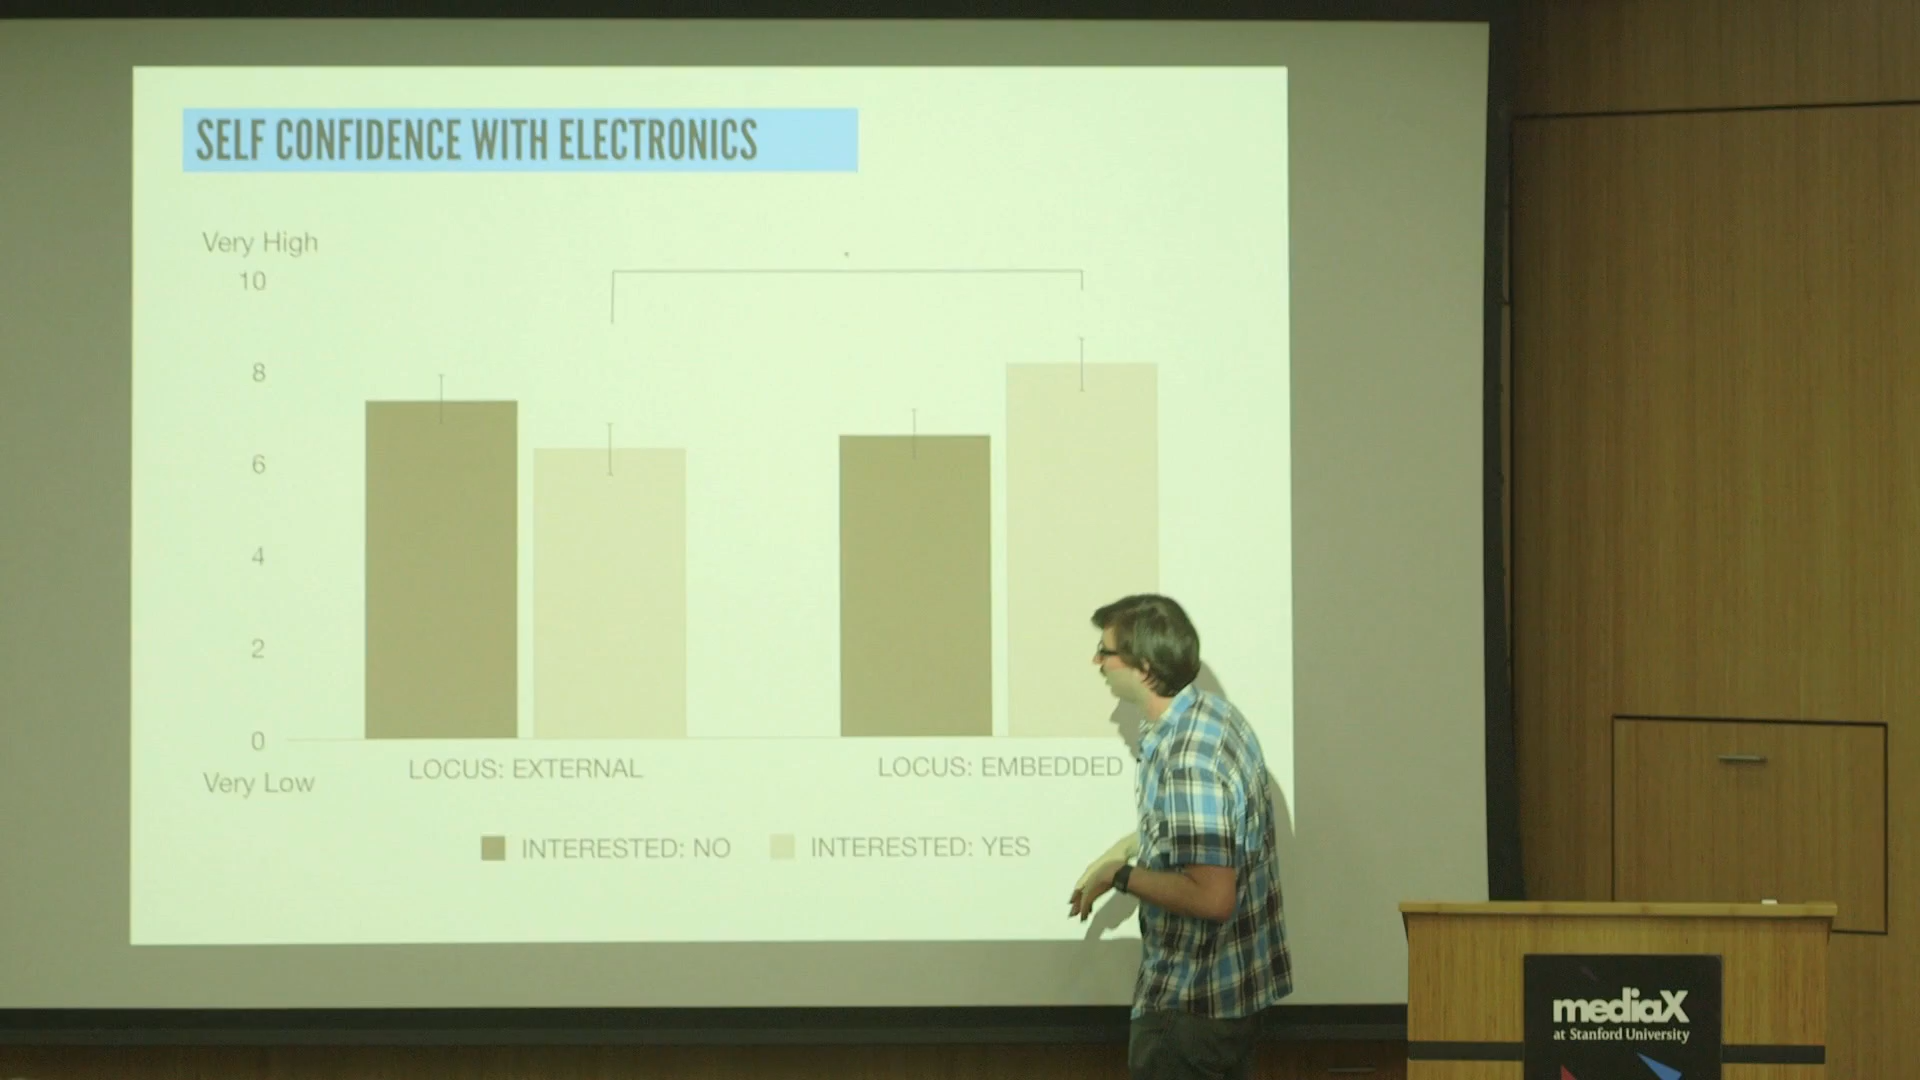 SELF CONFIDENCE WITH ELECTRONICS
Very High
10
8
6
4
2
0
Very Low
LOCUS: EXTERNAL
LOCUS: EMBEDDED
INTERESTED: NO
INTERESTED: YES
mediaX
at Stanford University